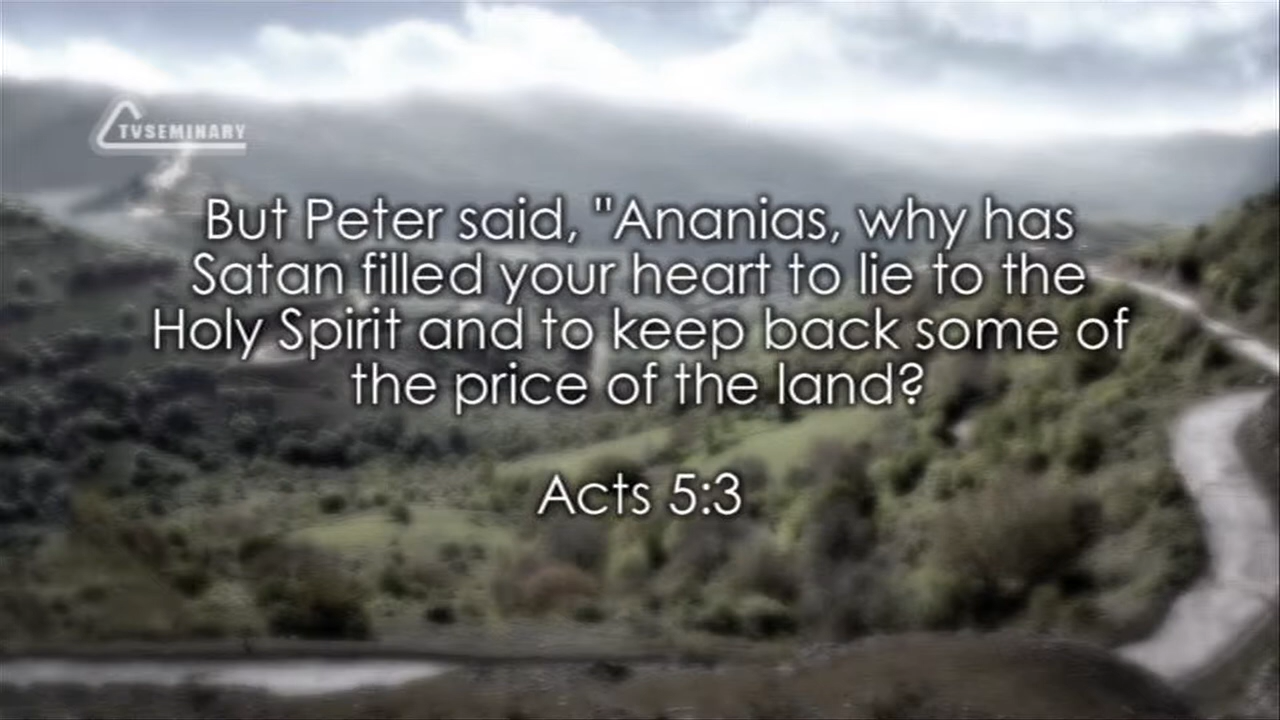 TVSEMINARY
But Peter said, "Ananias, why has
Satan filled your heart to lie to the
Holy Spirit and to keep back some of
the price of the land?
Acts 5:3